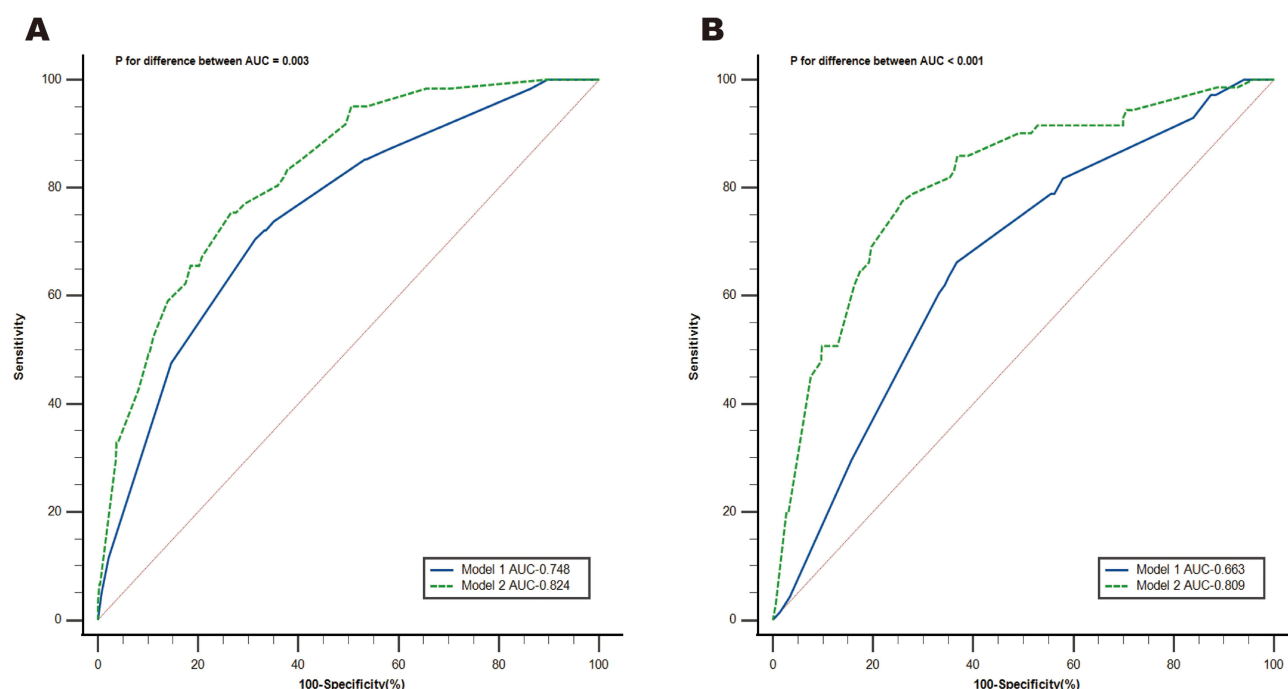 A
P for difference between AUC = 0.003
100
80
60
40
20
0
Sensitivity
Model 1 AUC-0.748
Model 2 AUC-0.824
0 20 40 60 80 100
100-Specificity(%)
B
P for difference between AUC < 0.001
100
80
60
40
20
0
Sensitivity
Model 1 AUC-0.663
Model 2 AUC-0.809
0 20 40 60 80 100
100-Specificity(%)